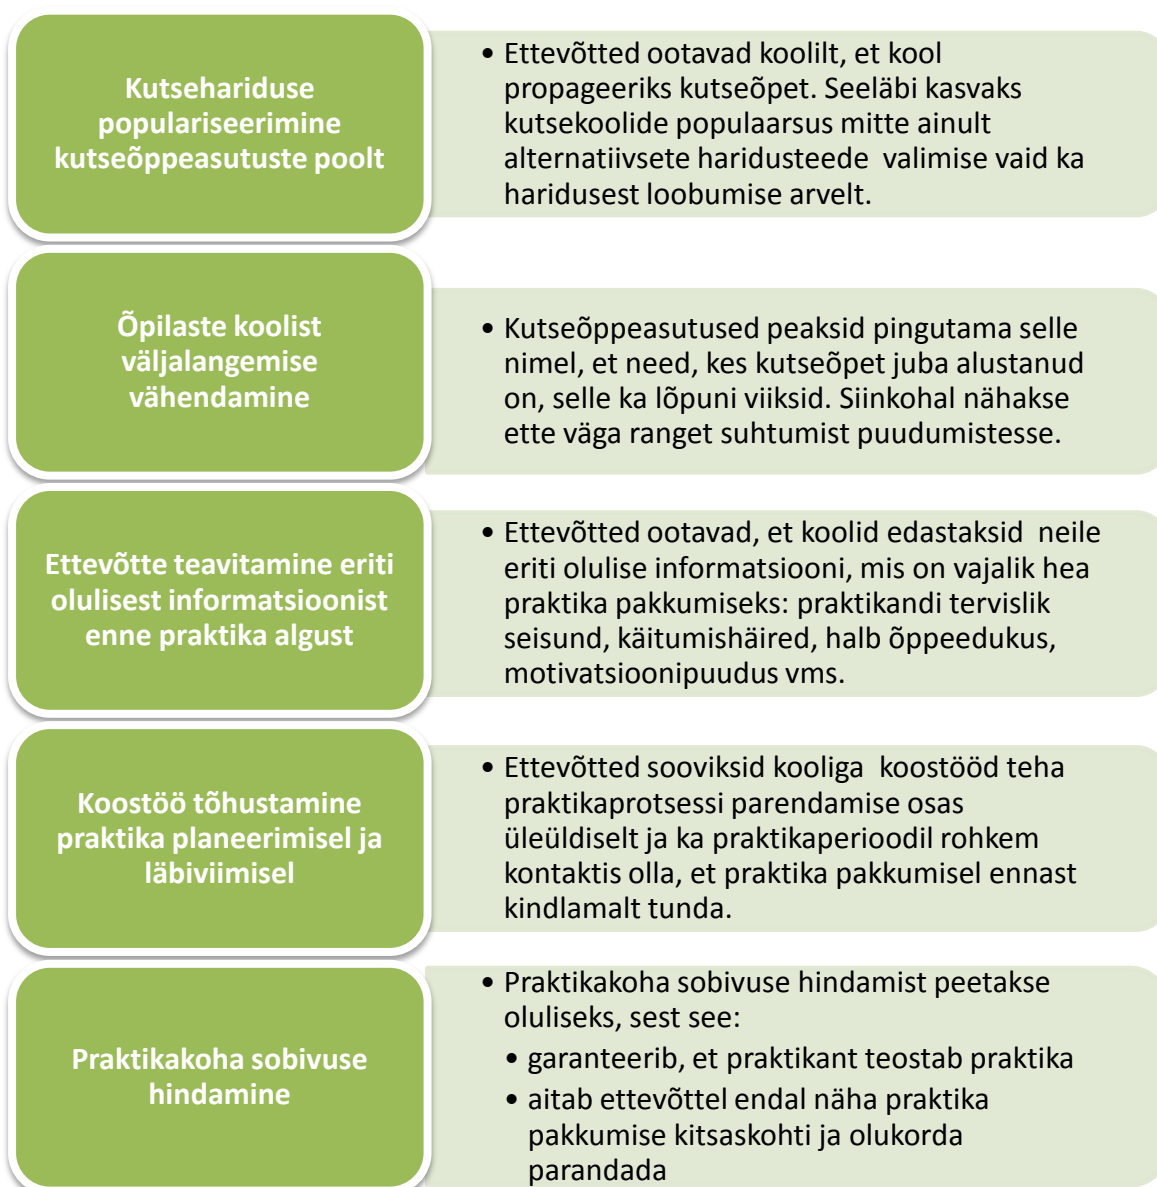 Kutsehariduse
populariseerimine
kutseõppeasutuste poolt
• Ettevõtted ootavad koolilt, et kool
propageeriks kutseõpet. Seeläbi kasvaks
kutsekoolide populaarsus mitte ainult
alternatiivsete haridusteede valimise vaid ka
haridusest loobumise arvelt.
Õpilaste koolist
väljalangemise
vähendamine
• Kutseõppeasutused peaksid pingutama selle
nimel, et need, kes kutseõpet juba alustanud
on, selle ka lõpuni viiksid. Siinkohal nähakse
ette väga ranget suhtumist puudumistesse.
Ettevõtte teavitamine eriti
olulisest informatsioonist
enne praktika algust
• Ettevõtted ootavad, et koolid edastaksid neile
eriti olulise informatsiooni, mis on vajalik hea
praktika pakkumiseks: praktikandi tervislik
seisund, käitumishäired, halb õppeedukus,
motivatsioonipuudus vms.
Koostöö tõhustamine
praktika planeerimisel ja
läbiviimisel
• Ettevõtted sooviksid kooliga koostööd teha
praktikaprotsessi parendamise osas
üleüldiselt ja ka praktikaperioodil rohkem
kontaktis olla, et praktika pakkumisel ennast
kindlamalt tunda.
Praktikakoha sobivuse
hindamine
• Praktikakoha sobivuse hindamist peetakse
oluliseks, sest see:
• garanteerib, et praktikant teostab praktika
• aitab ettevõttel endal näha praktika
pakkumise kitsaskohti ja olukorda
parandada